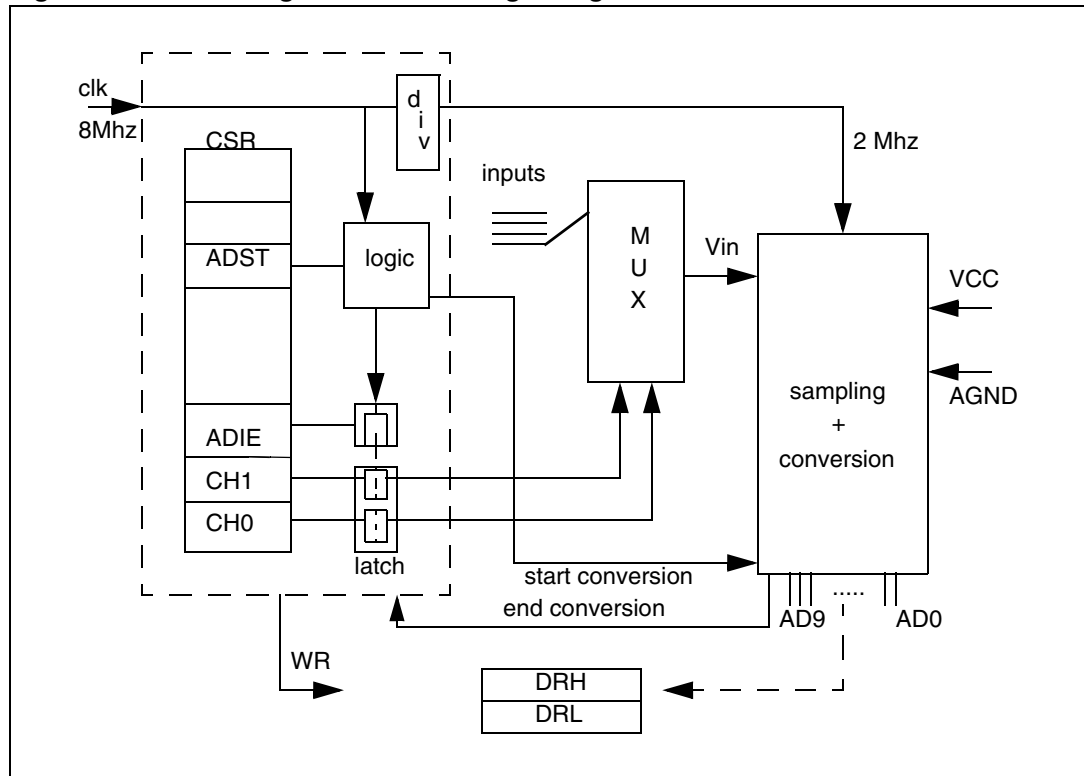 clk
8Mhz
d
i
v
CSR
2 Mhz
inputs
M
U
X
Vin
ADST
logic
VCC
AGND
sampling
+
conversion
ADIE
CH1
CH0
latch
start conversion
end conversion
.....
AD9
AD0
WR
DRH
DRL